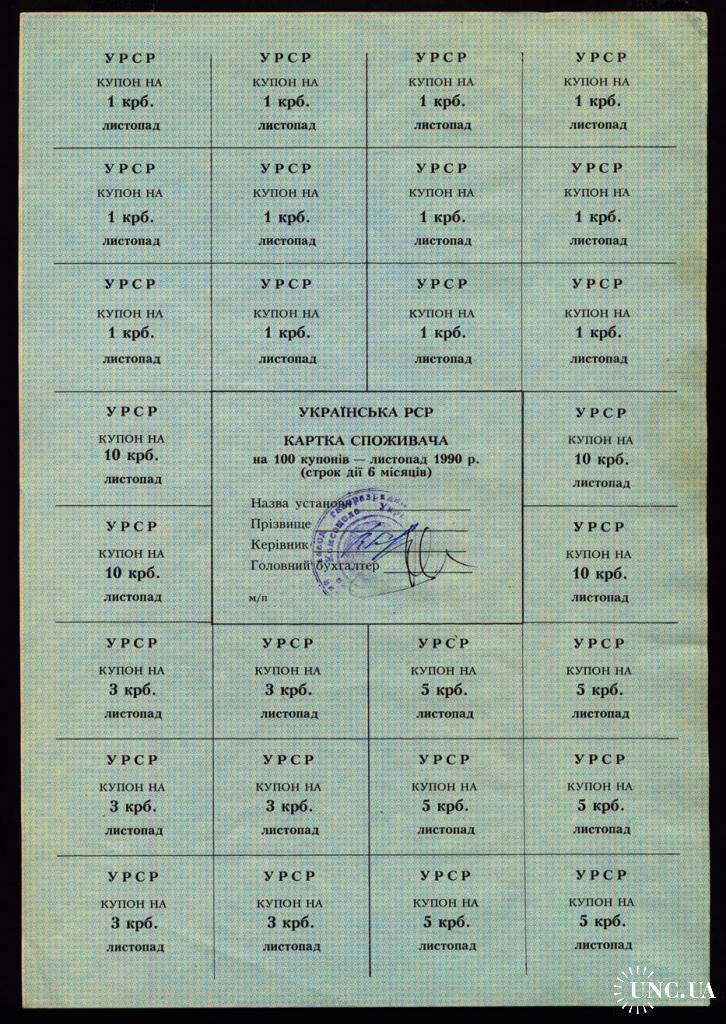 УРСР УРСР УРСР УРСР
КУПОН НА КУПОН НА КУПОН НА КУПОН НА
1 крб. 1 крб. 1 крб. 1 крб.
листопад листопад листопад листопад
УРСР УРСР УРСР УРСР
КУПОН НА КУПОН НА КУПОН НА КУПОН НА
1 крб. 1 крб. 1 крб. 1 крб.
листопад листопад листопад листопад
УРСР УРСР УРСР УРСР
КУПОН НА КУПОН НА КУПОН НА КУПОН НА
1 крб. 1 крб. 1 крб. 1 крб.
листопад листопад листопад листопад
УРСР
КУПОН НА
10 крб.
листопад
УРСР
КУПОН НА
10 крб.
листопад
УКРАЇНСЬКА РСР
КАРТКА СПОЖИВАЧА
на 100 купонів — листопад 1990 р.
(строк дії 6 місяців)
Назва установи
Прізвище
Керівник
Головний бухгалтер
м/п
УРСР
КУПОН НА
10 крб.
листопад
УРСР
КУПОН НА
10 крб.
листопад
УРСР УРСР УРСР УРСР
КУПОН НА КУПОН НА КУПОН НА КУПОН НА
3 крб. 3 крб. 5 крб. 5 крб.
листопад листопад листопад листопад
УРСР УРСР УРСР УРСР
КУПОН НА КУПОН НА КУПОН НА КУПОН НА
3 крб. 3 крб. 5 крб. 5 крб.
листопад листопад листопад листопад
УРСР УРСР УРСР УРСР
КУПОН НА КУПОН НА КУПОН НА КУПОН НА
3 крб. 3 крб. 5 крб. 5 крб.
листопад листопад листопад листопад
UNC.UA